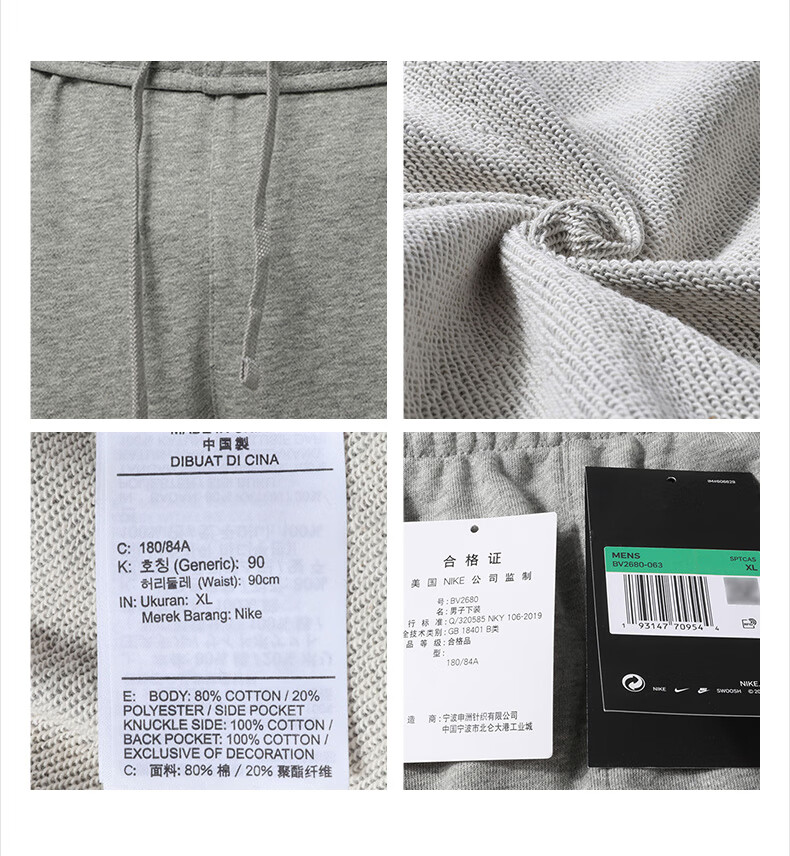 中国製
DIBUAT DI CINA
C: 180/84A
K: 호칭 (Generic): 90
허리둘레 (Waist): 90cm
IN: Ukuran: XL
Merek Barang: Nike
E: BODY: 80% COTTON / 20%
POLYESTER / SIDE POCKET
KNUCKLE SIDE: 100% COTTON /
BACK POCKET: 100% COTTON /
EXCLUSIVE OF DECORATION
C: 面料: 80% 棉 / 20% 聚酯纤维
合格证
美国 NIKE 公司监制
号: BV2680
名: 男子下装
行标准: Q/320585 NKY 106-2019
全技术类别: GB 18401 B类
品等级: 合格品
型:
180/84A
造商: 宁波申洲针织有限公司
中国宁波市北仑大港工业城
MENS
BV2680-063
SPTCAS
XL
1 93147 70954 4
NIKE
SWOOSH
NIKE